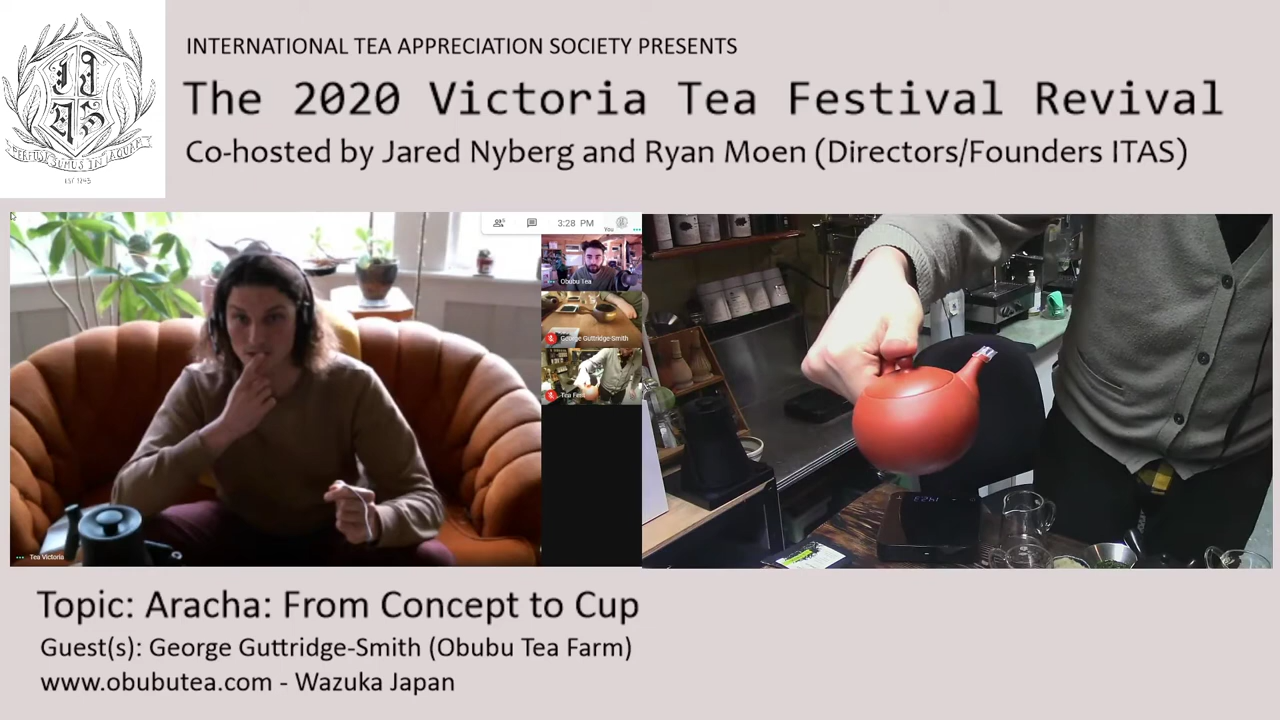 INTERNATIONAL TEA APPRECIATION SOCIETY PRESENTS
The 2020 Victoria Tea Festival Revival
Co-hosted by Jared Nyberg and Ryan Moen (Directors/Founders ITAS)
3:28 PM
You
Obubu Tea
George Guttridge-Smith
Tea Fest
Tea Victoria
Topic: Aracha: From Concept to Cup
Guest(s): George Guttridge-Smith (Obubu Tea Farm)
www.obubutea.com - Wazuka Japan